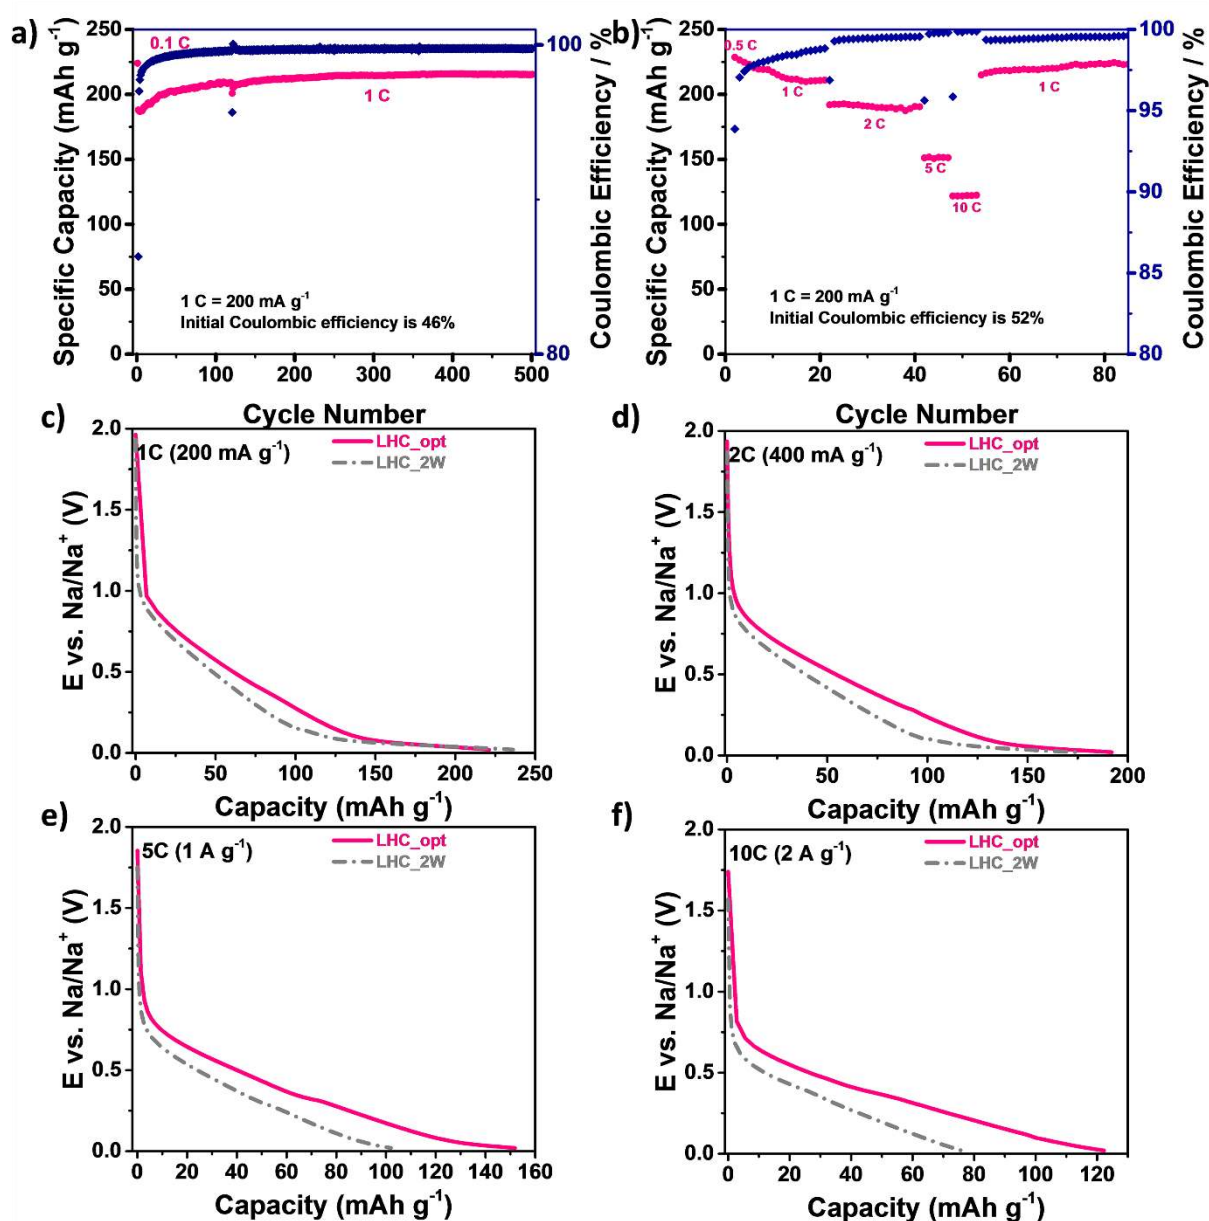 a)
250
200
150
100
50
0
Specific Capacity (mAh g⁻¹)
0.1 C
1 C
1 C = 200 mA g⁻¹
Initial Coulombic efficiency is 46%
100
80
Coulombic Efficiency / %
0 100 200 300 400 500
Cycle Number
b)
250
200
150
100
50
0
Specific Capacity (mAh g⁻¹)
0.5 C
1 C
2 C
5 C
10 C
1 C
1 C = 200 mA g⁻¹
Initial Coulombic efficiency is 52%
100
95
90
85
80
Coulombic Efficiency / %
0 20 40 60 80
Cycle Number
c)
2.0
1.5
1.0
0.5
0.0
E vs. Na/Na⁺ (V)
1C (200 mA g⁻¹)
LHC_opt
LHC_2W
0 50 100 150 200 250
Capacity (mAh g⁻¹)
d)
2.0
1.5
1.0
0.5
0.0
E vs. Na/Na⁺ (V)
2C (400 mA g⁻¹)
LHC_opt
LHC_2W
0 50 100 150 200
Capacity (mAh g⁻¹)
e)
2.0
1.5
1.0
0.5
0.0
E vs. Na/Na⁺ (V)
5C (1 A g⁻¹)
LHC_opt
LHC_2W
0 20 40 60 80 100 120 140 160
Capacity (mAh g⁻¹)
f)
2.0
1.5
1.0
0.5
0.0
E vs. Na/Na⁺ (V)
10C (2 A g⁻¹)
LHC_opt
LHC_2W
0 20 40 60 80 100 120
Capacity (mAh g⁻¹)